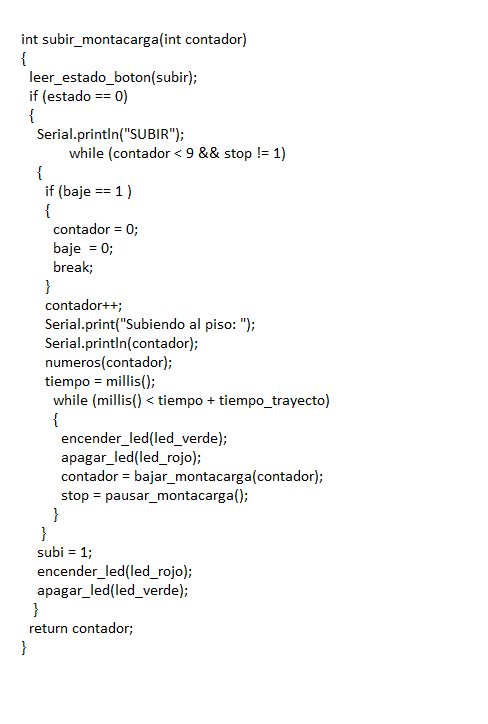 int subir_montacarga(int contador)
{
leer_estado_boton(subir);
if (estado == 0)
{
Serial.println("SUBIR");
while (contador < 9 && stop != 1)
{
if (baje == 1 )
{
contador = 0;
baje  = 0;
break;
}
contador++;
Serial.print("Subiendo al piso: ");
Serial.println(contador);
numeros(contador);
tiempo = millis();
while (millis() < tiempo + tiempo_trayecto)
{
encender_led(led_verde);
apagar_led(led_rojo);
contador = bajar_montacarga(contador);
stop = pausar_montacarga();
}
}
subi = 1;
encender_led(led_rojo);
apagar_led(led_verde);
}
return contador;
}